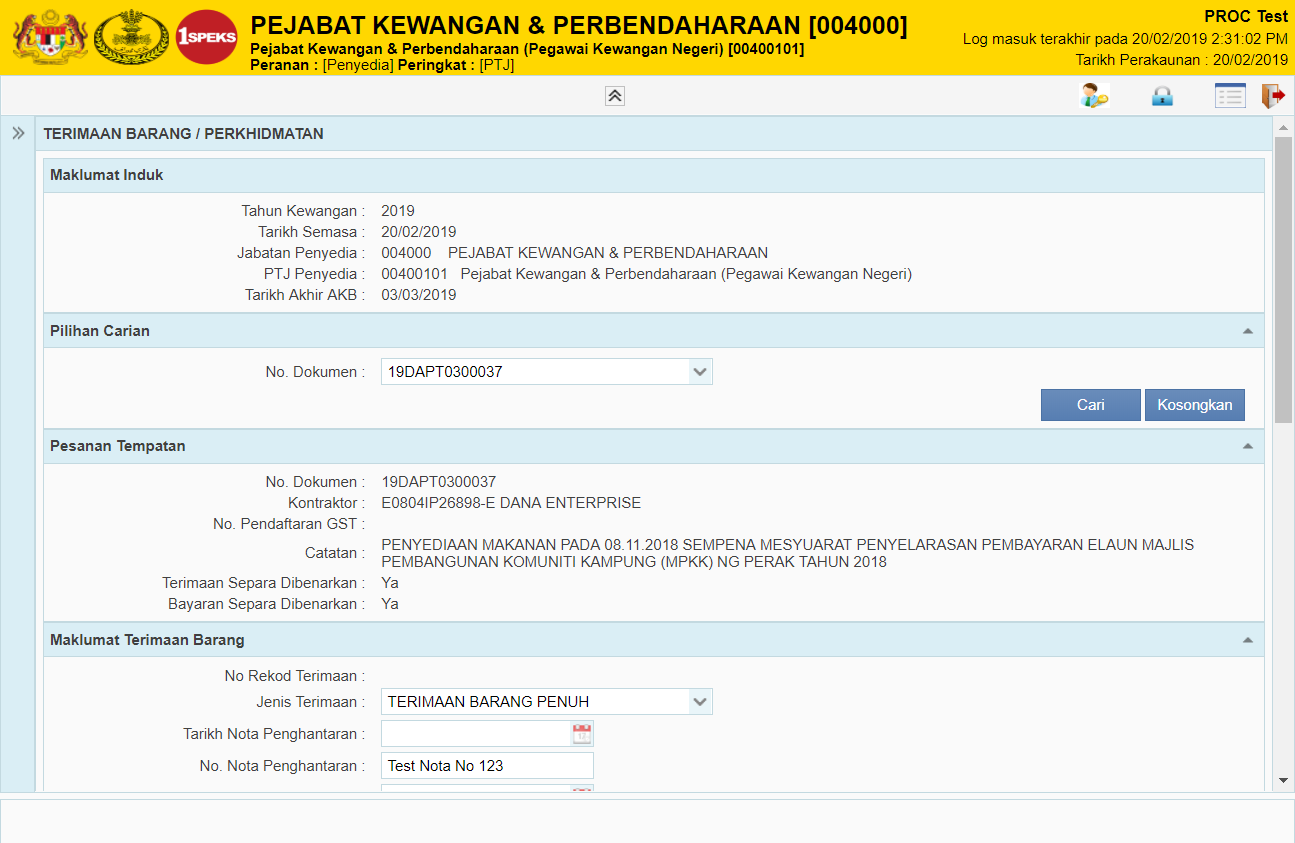 1SPEKS
PEJABAT KEWANGAN & PERBENDAHARAAN [004000]
Pejabat Kewangan & Perbendaharaan (Pegawai Kewangan Negeri) [00400101]
Peranan : [Penyedia] Peringkat : [PTJ]
PROC Test
Log masuk terakhir pada 20/02/2019 2:31:02 PM
Tarikh Perakaunan : 20/02/2019
TERIMAAN BARANG / PERKHIDMATAN
Maklumat Induk
Tahun Kewangan : 2019
Tarikh Semasa : 20/02/2019
Jabatan Penyedia : 004000 PEJABAT KEWANGAN & PERBENDAHARAAN
PTJ Penyedia : 00400101 Pejabat Kewangan & Perbendaharaan (Pegawai Kewangan Negeri)
Tarikh Akhir AKB : 03/03/2019
Pilihan Carian
No. Dokumen : 19DAPT0300037
Cari Kosongkan
Pesanan Tempatan
No. Dokumen : 19DAPT0300037
Kontraktor : E0804IP26898-E DANA ENTERPRISE
No. Pendaftaran GST :
Catatan : PENYEDIAAN MAKANAN PADA 08.11.2018 SEMPENA MESYUARAT PENYELARASAN PEMBAYARAN ELAUN MAJLIS
PEMBANGUNAN KOMUNITI KAMPUNG (MPKK) NG PERAK TAHUN 2018
Terimaan Separa Dibenarkan : Ya
Bayaran Separa Dibenarkan : Ya
Maklumat Terimaan Barang
No Rekod Terimaan :
Jenis Terimaan : TERIMAAN BARANG PENUH
Tarikh Nota Penghantaran :
No. Nota Penghantaran : Test Nota No 123